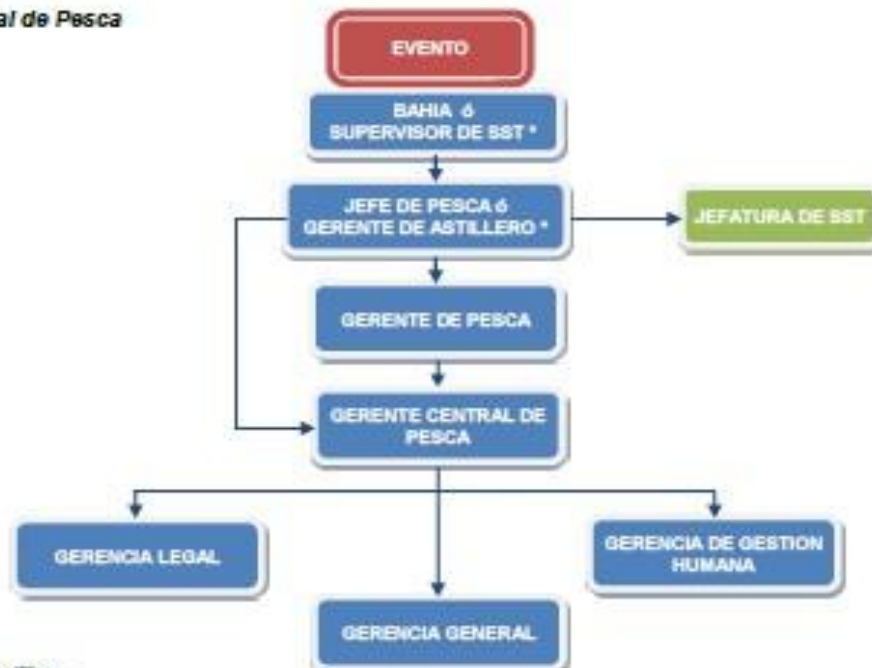 al de Pesca
EVENTO
BAHIA ó
SUPERVISOR DE SST *
JEFE DE PESCA ó
GERENTE DE ASTILLERO *
JEFATURA DE SST
GERENTE DE PESCA
GERENTE CENTRAL DE
PESCA
GERENCIA LEGAL
GERENCIA DE GESTION
HUMANA
GERENCIA GENERAL